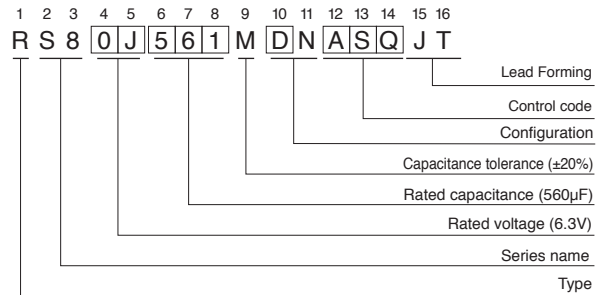 1 2 3 4 5 6 7 8 9 10 11 12 13 14 15 16
R S 8 0 J 5 6 1 M D N A S Q J T
Lead Forming
Control code
Configuration
Capacitance tolerance (±20%)
Rated capacitance (560µF)
Rated voltage (6.3V)
Series name
Type